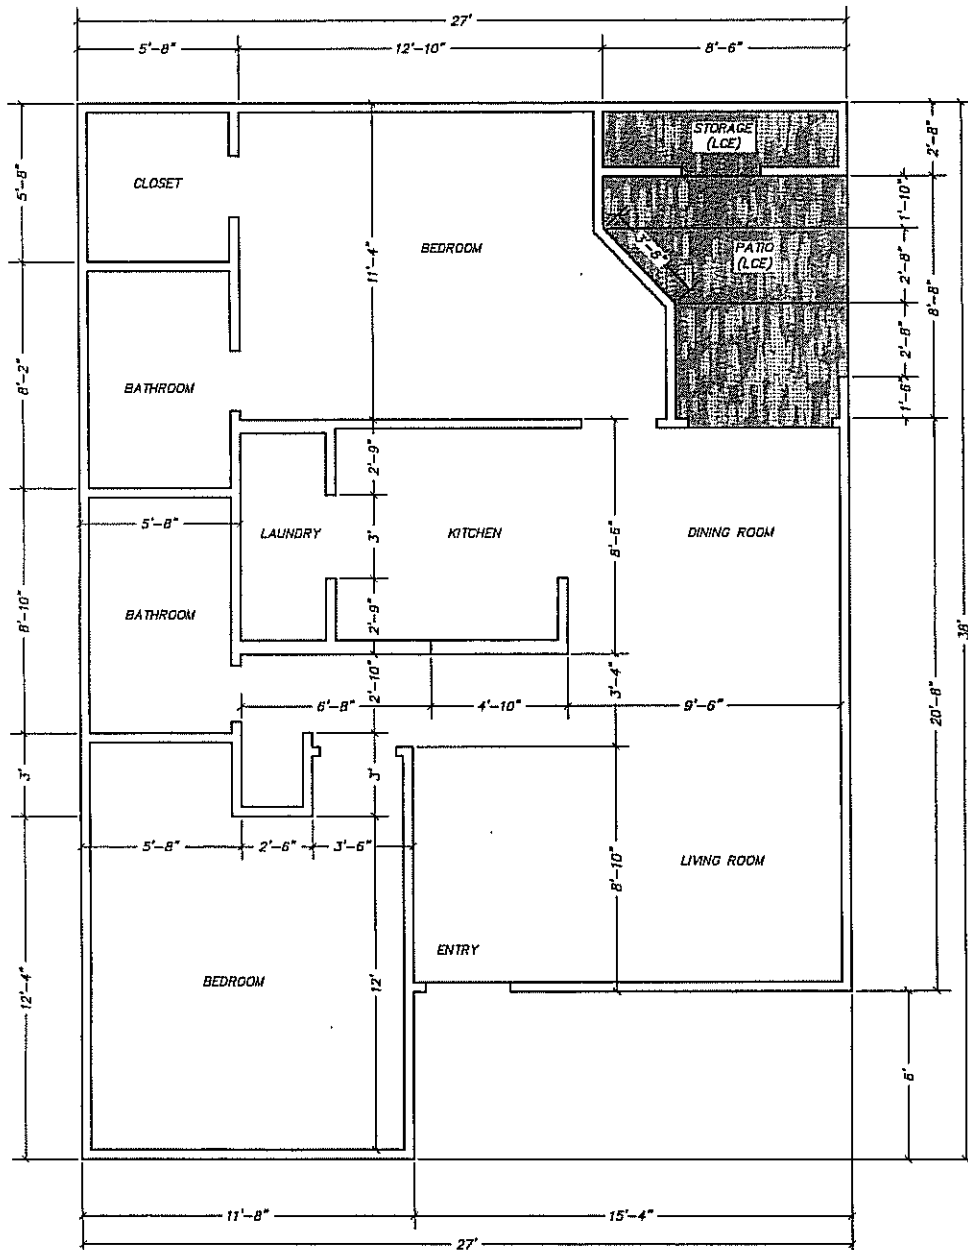 27'
5'-8" 12'-10" 8'-6"
STORAGE
(LCE)
2'-8"
5'-8"
CLOSET
1'-10"
BEDROOM
3'-6"
PATIO
(LCE)
11'-4"
2'-8"
8'-8"
2'-8"
8'-2"
BATHROOM
1'-6"
2'-9"
5'-8"
LAUNDRY
KITCHEN
DINING ROOM
3'
8'-6"
8'-10"
BATHROOM
2'-9"
38'
2'-10"
3'-4"
6'-8" 4'-10" 9'-6"
20'-8"
3'
3'
5'-8" 2'-6" 3'-6"
8'-10"
LIVING ROOM
ENTRY
BEDROOM
12'-4"
12'
6'
11'-8" 15'-4"
27'